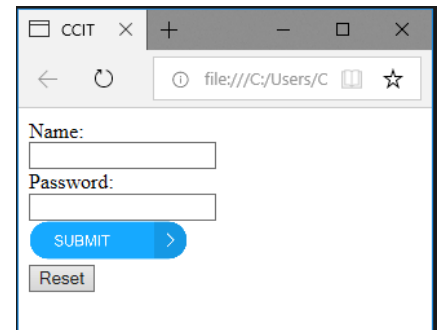 CCIT
file:///C:/Users/C
Name:
Password:
SUBMIT
Reset